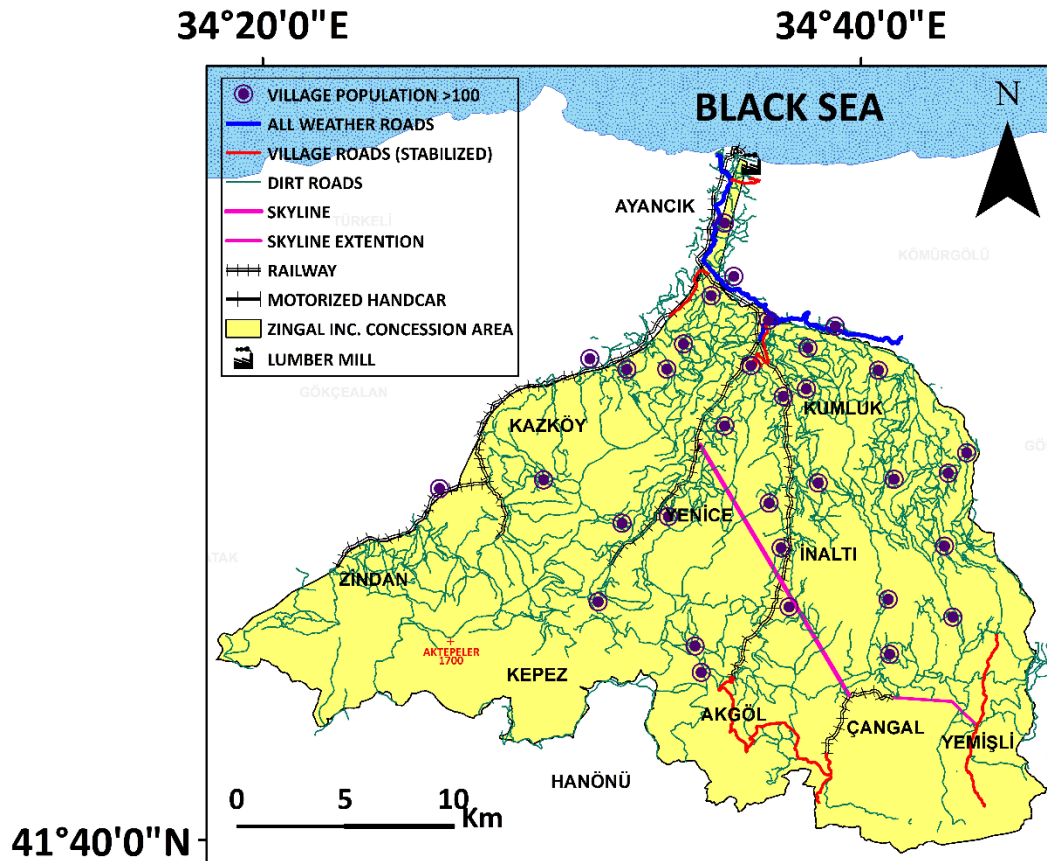 34°20'0"E
34°40'0"E
VILLAGE POPULATION >100
ALL WEATHER ROADS
VILLAGE ROADS (STABILIZED)
DIRT ROADS
SKYLINE
SKYLINE EXTENTION
RAILWAY
MOTORIZED HANDCAR
ZINGAL INC. CONCESSION AREA
LUMBER MILL
BLACK SEA
N
AYANCIK
TÜRKELİ
KÖMÜRGÖLÜ
GÖKÇEALAN
KAZKÖY
KUMLUK
GÖ
YENİCE
İNALTI
ATAK
ZİNDAN
AKTEPELER
1700
KEPEZ
AKGÖL
ÇANGAL
YEMİŞLİ
HANÖNÜ
0 5 10
Km
41°40'0"N